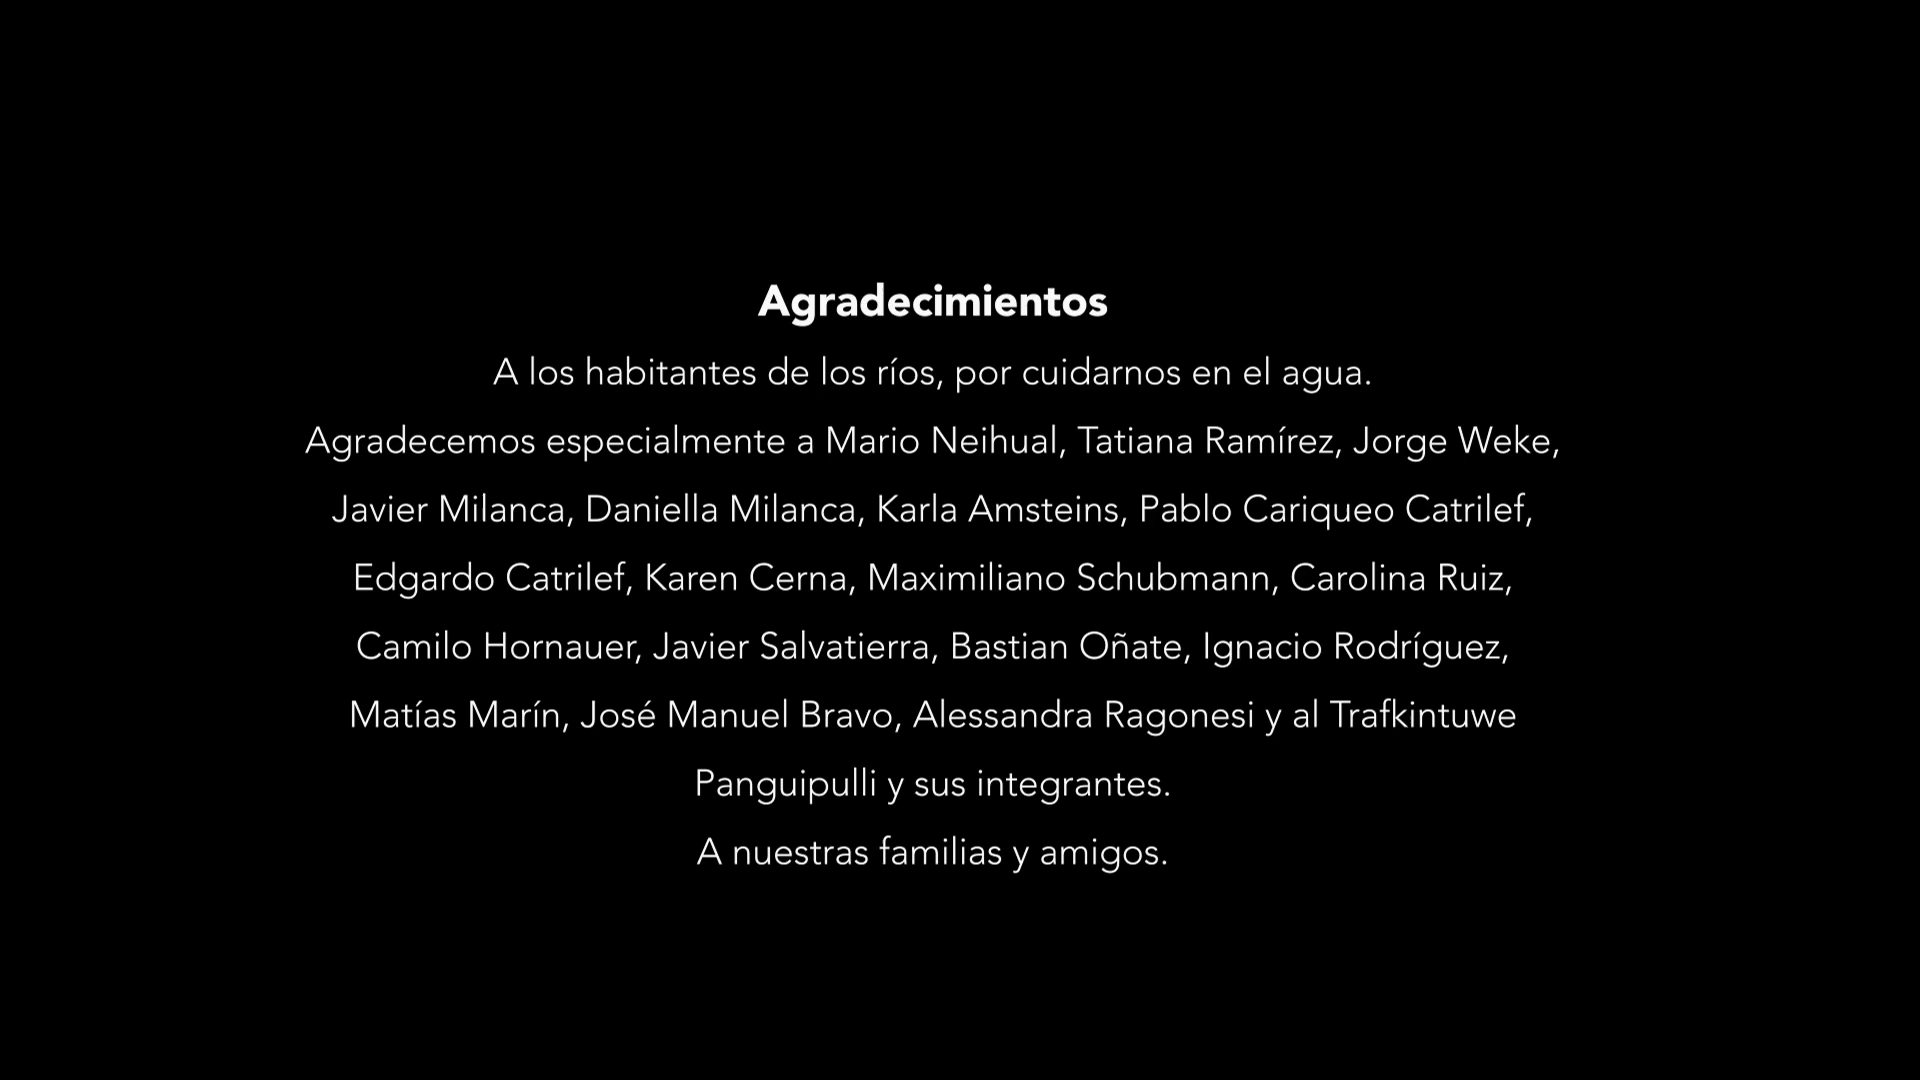 Agradecimientos
A los habitantes de los ríos, por cuidarnos en el agua.
Agradecemos especialmente a Mario Neihual, Tatiana Ramírez, Jorge Weke,
Javier Milanca, Daniella Milanca, Karla Amsteins, Pablo Cariqueo Catrilef,
Edgardo Catrilef, Karen Cerna, Maximiliano Schubmann, Carolina Ruiz,
Camilo Hornauer, Javier Salvatierra, Bastian Oñate, Ignacio Rodríguez,
Matías Marín, José Manuel Bravo, Alessandra Ragonesi y al Trafkintuwe
Panguipulli y sus integrantes.
A nuestras familias y amigos.